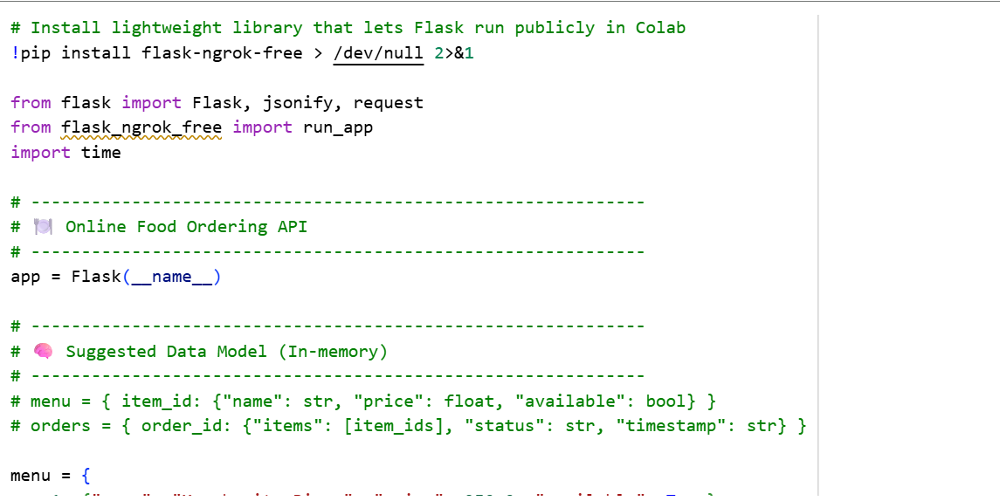 # Install lightweight library that lets Flask run publicly in Colab
!pip install flask-ngrok-free > /dev/null 2>&1
from flask import Flask, jsonify, request
from flask_ngrok_free import run_app
import time
# -------------------------------------------------------------
# 🍽️ Online Food Ordering API
# -------------------------------------------------------------
app = Flask(__name__)
# -------------------------------------------------------------
# 🧠 Suggested Data Model (In-memory)
# -------------------------------------------------------------
# menu = { item_id: {"name": str, "price": float, "available": bool} }
# orders = { order_id: {"items": [item_ids], "status": str, "timestamp": str} }
menu = {